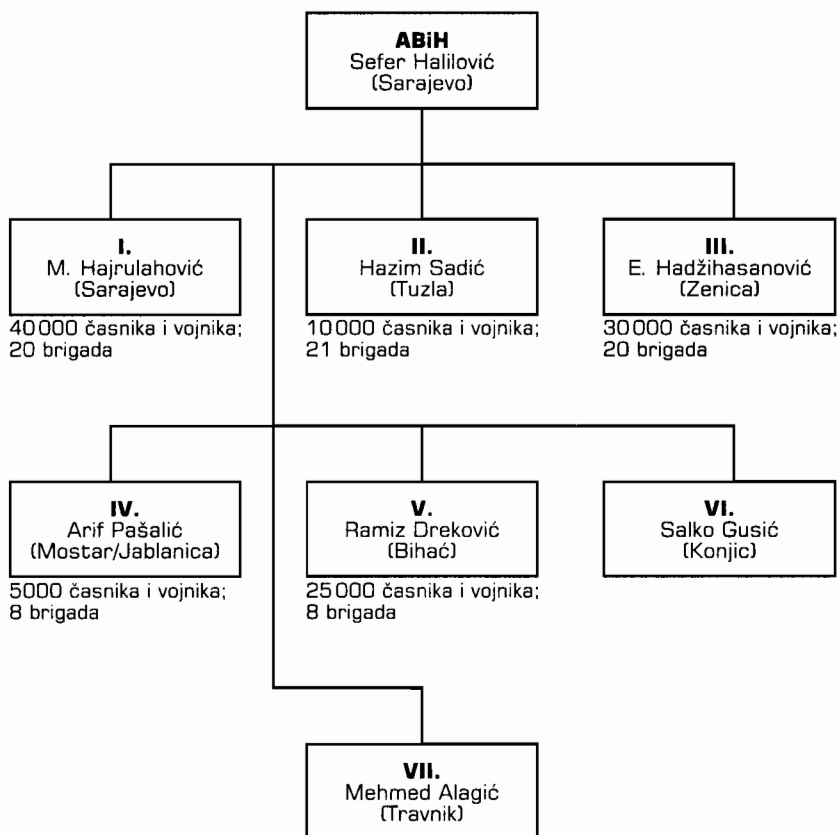 ABiH
Sefer Halilović
(Sarajevo)
I.
M. Hajrulahović
(Sarajevo)
40 000 časnika i vojnika;
20 brigada
II.
Hazim Sadić
(Tuzla)
10 000 časnika i vojnika;
21 brigada
III.
E. Hadžihasanović
(Zenica)
30 000 časnika i vojnika;
20 brigada
IV.
Arif Pašalić
(Mostar/Jablanica)
5000 časnika i vojnika;
8 brigada
V.
Ramiz Dreković
(Bihać)
25 000 časnika i vojnika;
8 brigada
VI.
Salko Gusić
(Konjic)
VII.
Mehmed Alagić
(Travnik)